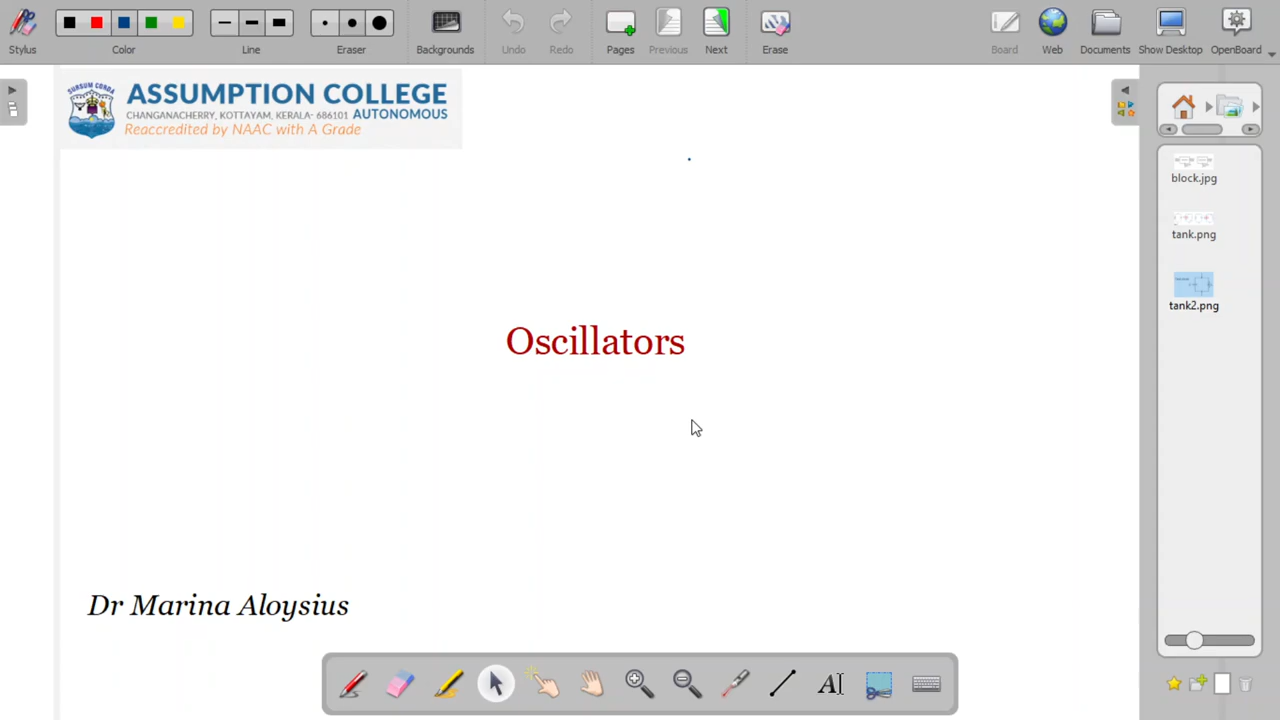 Stylus
Color
Line
Eraser
Backgrounds
Undo
Redo
Pages
Previous
Next
Erase
Board
Web
Documents
Show Desktop
OpenBoard
SURSUM CORDA
ASSUMPTION COLLEGE
CHANGANACHERRY, KOTTAYAM, KERALA- 686101 AUTONOMOUS
Reaccredited by NAAC with A Grade
block.jpg
tank.png
tank2.png
Oscillators
Dr Marina Aloysius